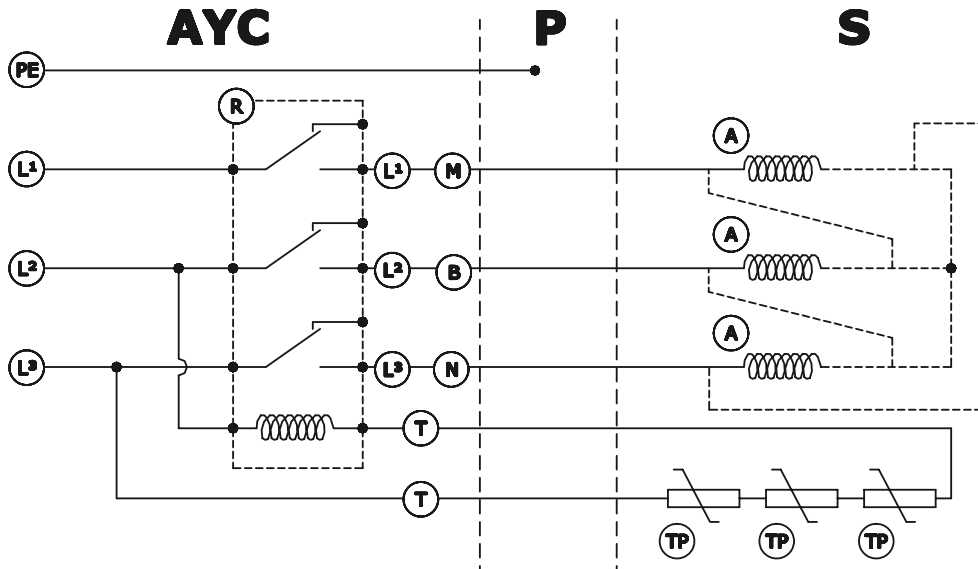 AYC P S
PE
R
A
L¹ L¹ M
A
L² L² B
A
L³ L³ N
T
T
TP TP TP